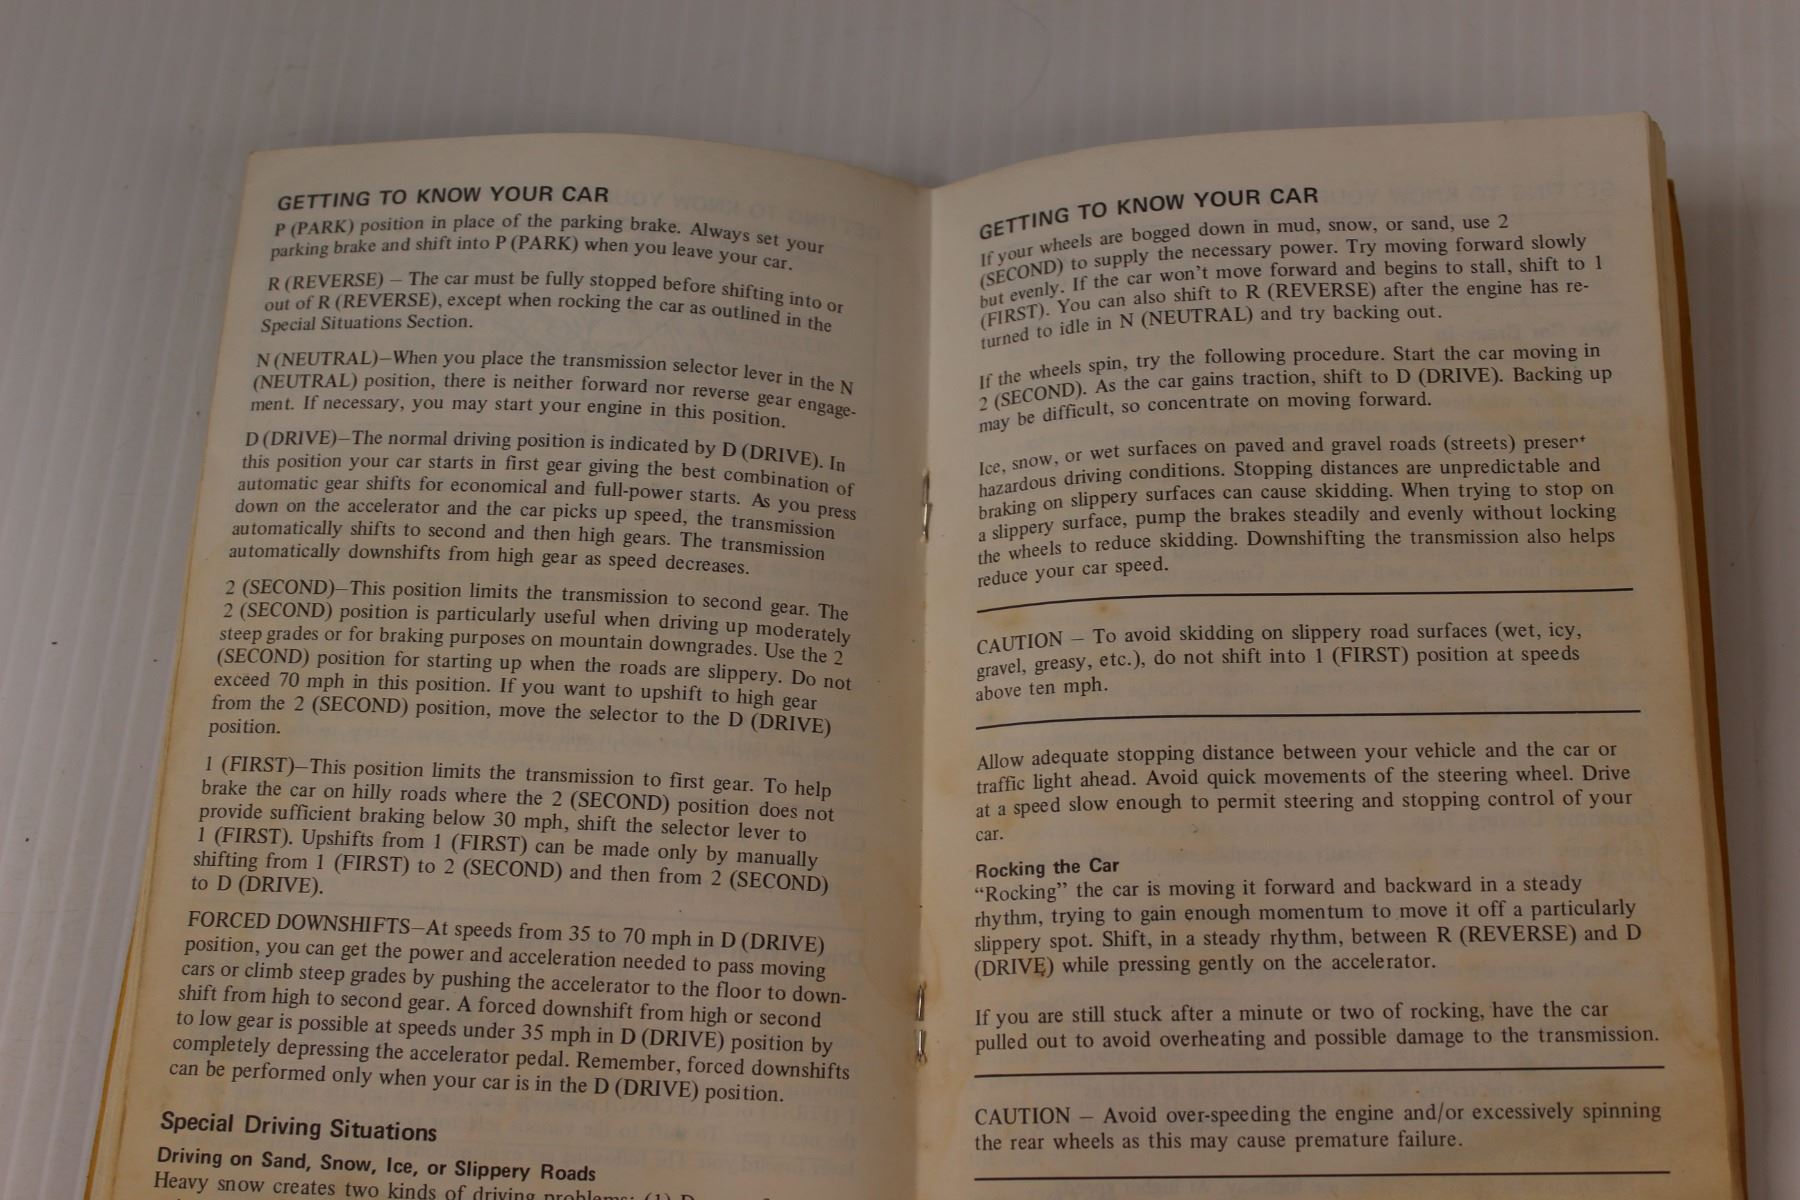 GETTING TO KNOW YOUR CAR
P (PARK) position in place of the parking brake. Always set your
parking brake and shift into P (PARK) when you leave your car.
R (REVERSE) – The car must be fully stopped before shifting into or
out of R (REVERSE), except when rocking the car as outlined in the
Special Situations Section.
N (NEUTRAL)–When you place the transmission selector lever in the N
(NEUTRAL) position, there is neither forward nor reverse gear engage-
ment. If necessary, you may start your engine in this position.
D (DRIVE)–The normal driving position is indicated by D (DRIVE). In
this position your car starts in first gear giving the best combination of
automatic gear shifts for economical and full-power starts. As you press
down on the accelerator and the car picks up speed, the transmission
automatically shifts to second and then high gears. The transmission
automatically downshifts from high gear as speed decreases.
2 (SECOND)–This position limits the transmission to second gear. The
2 (SECOND) position is particularly useful when driving up moderately
steep grades or for braking purposes on mountain downgrades. Use the 2
(SECOND) position for starting up when the roads are slippery. Do not
exceed 70 mph in this position. If you want to upshift to high gear
from the 2 (SECOND) position, move the selector to the D (DRIVE)
position.
1 (FIRST)–This position limits the transmission to first gear. To help
brake the car on hilly roads where the 2 (SECOND) position does not
provide sufficient braking below 30 mph, shift the selector lever to
1 (FIRST). Upshifts from 1 (FIRST) can be made only by manually
shifting from 1 (FIRST) to 2 (SECOND) and then from 2 (SECOND)
to D (DRIVE).
FORCED DOWNSHIFTS–At speeds from 35 to 70 mph in D (DRIVE)
position, you can get the power and acceleration needed to pass moving
cars or climb steep grades by pushing the accelerator to the floor to down-
shift from high to second gear. A forced downshift from high or second
to low gear is possible at speeds under 35 mph in D (DRIVE) position by
completely depressing the accelerator pedal. Remember, forced downshifts
can be performed only when your car is in the D (DRIVE) position.
Special Driving Situations
Driving on Sand, Snow, Ice, or Slippery Roads
Heavy snow creates two kinds of driving problems: (1)
GETTING TO KNOW YOUR CAR
If your wheels are bogged down in mud, snow, or sand, use 2
(SECOND) to supply the necessary power. Try moving forward slowly
but evenly. If the car won't move forward and begins to stall, shift to 1
(FIRST). You can also shift to R (REVERSE) after the engine has re-
turned to idle in N (NEUTRAL) and try backing out.
If the wheels spin, try the following procedure. Start the car moving in
2 (SECOND). As the car gains traction, shift to D (DRIVE). Backing up
may be difficult, so concentrate on moving forward.
Ice, snow, or wet surfaces on paved and gravel roads (streets) present
hazardous driving conditions. Stopping distances are unpredictable and
braking on slippery surfaces can cause skidding. When trying to stop on
a slippery surface, pump the brakes steadily and evenly without locking
the wheels to reduce skidding. Downshifting the transmission also helps
reduce your car speed.
CAUTION – To avoid skidding on slippery road surfaces (wet, icy,
gravel, greasy, etc.), do not shift into 1 (FIRST) position at speeds
above ten mph.
Allow adequate stopping distance between your vehicle and the car or
traffic light ahead. Avoid quick movements of the steering wheel. Drive
at a speed slow enough to permit steering and stopping control of your
car.
Rocking the Car
“Rocking” the car is moving it forward and backward in a steady
rhythm, trying to gain enough momentum to move it off a particularly
slippery spot. Shift, in a steady rhythm, between R (REVERSE) and D
(DRIVE) while pressing gently on the accelerator.
If you are still stuck after a minute or two of rocking, have the car
pulled out to avoid overheating and possible damage to the transmission.
CAUTION – Avoid over-speeding the engine and/or excessively spinning
the rear wheels as this may cause premature failure.